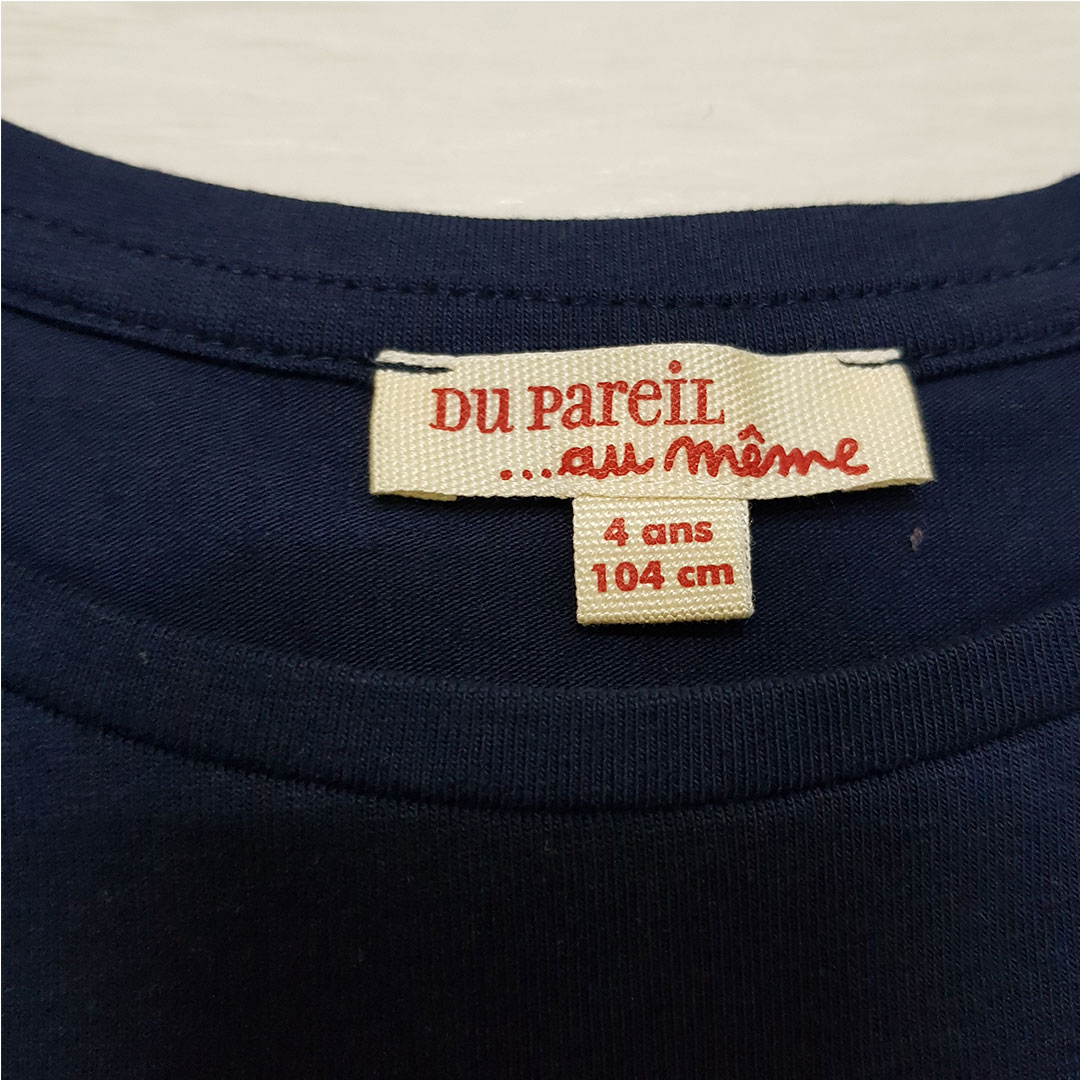 DU PareiL
...au même
4 ans
104 cm